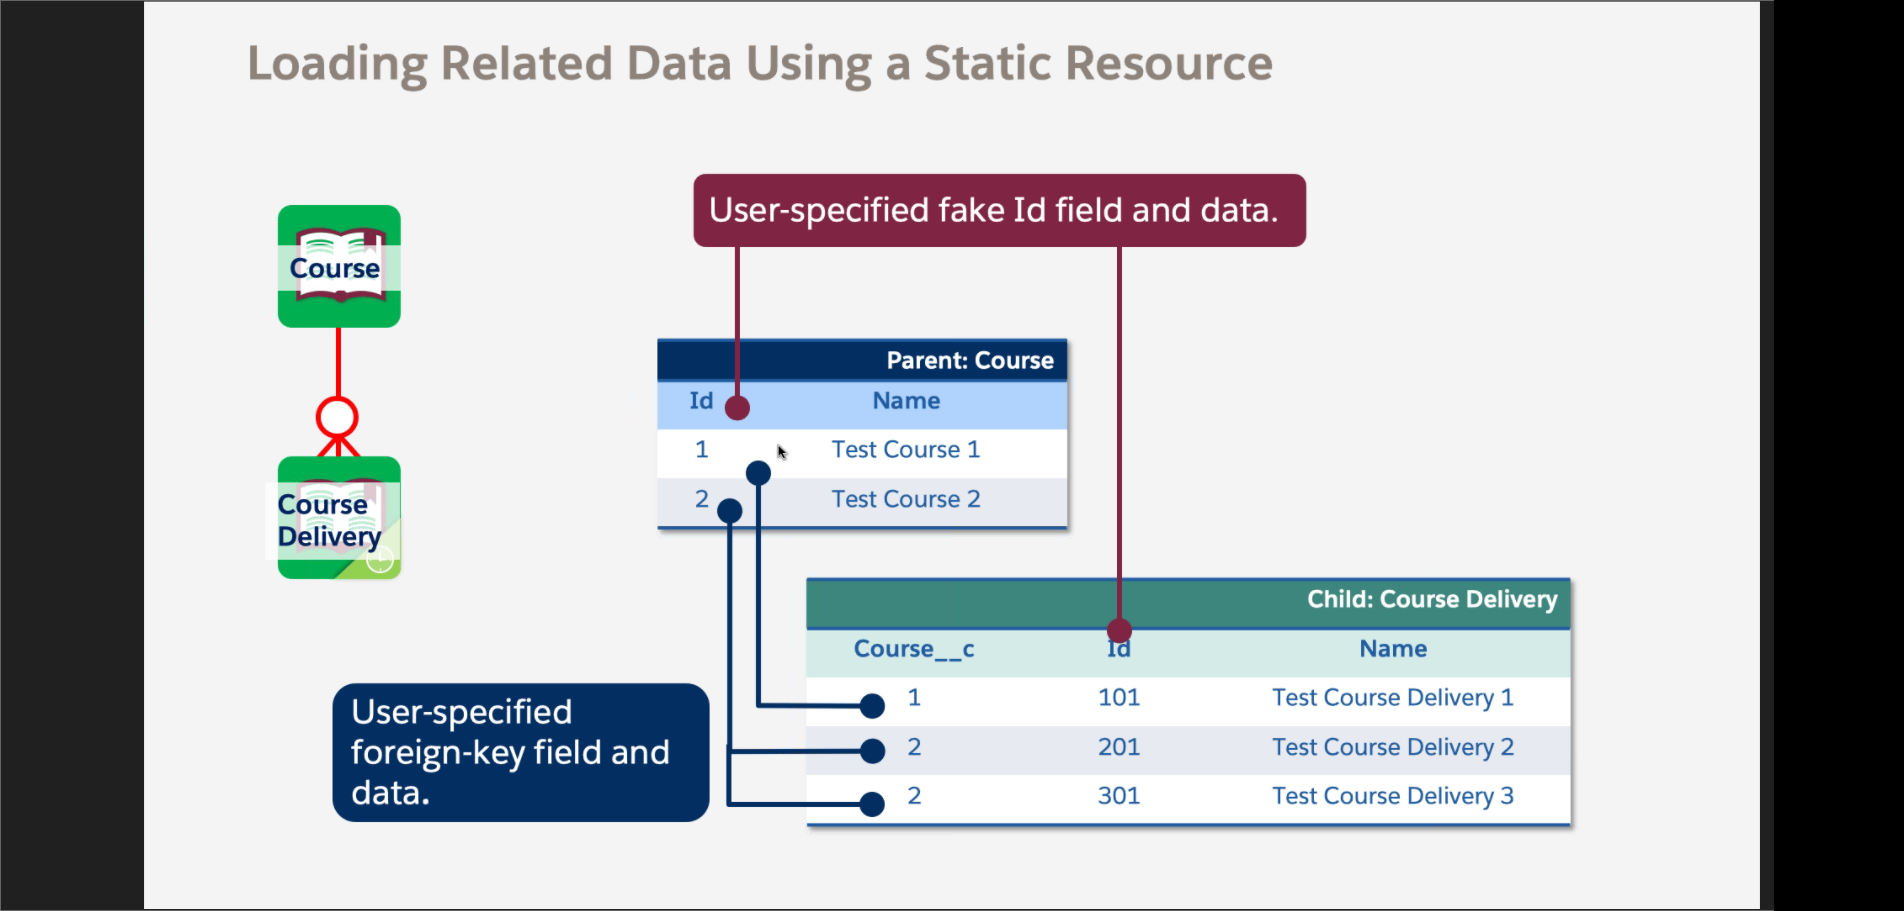 Loading Related Data Using a Static Resource
User-specified fake Id field and data.
Course
Course
Delivery
Parent: Course
Id Name
1 Test Course 1
2 Test Course 2
Child: Course Delivery
Course__c Id Name
1 101 Test Course Delivery 1
2 201 Test Course Delivery 2
2 301 Test Course Delivery 3
User-specified
foreign-key field and
data.